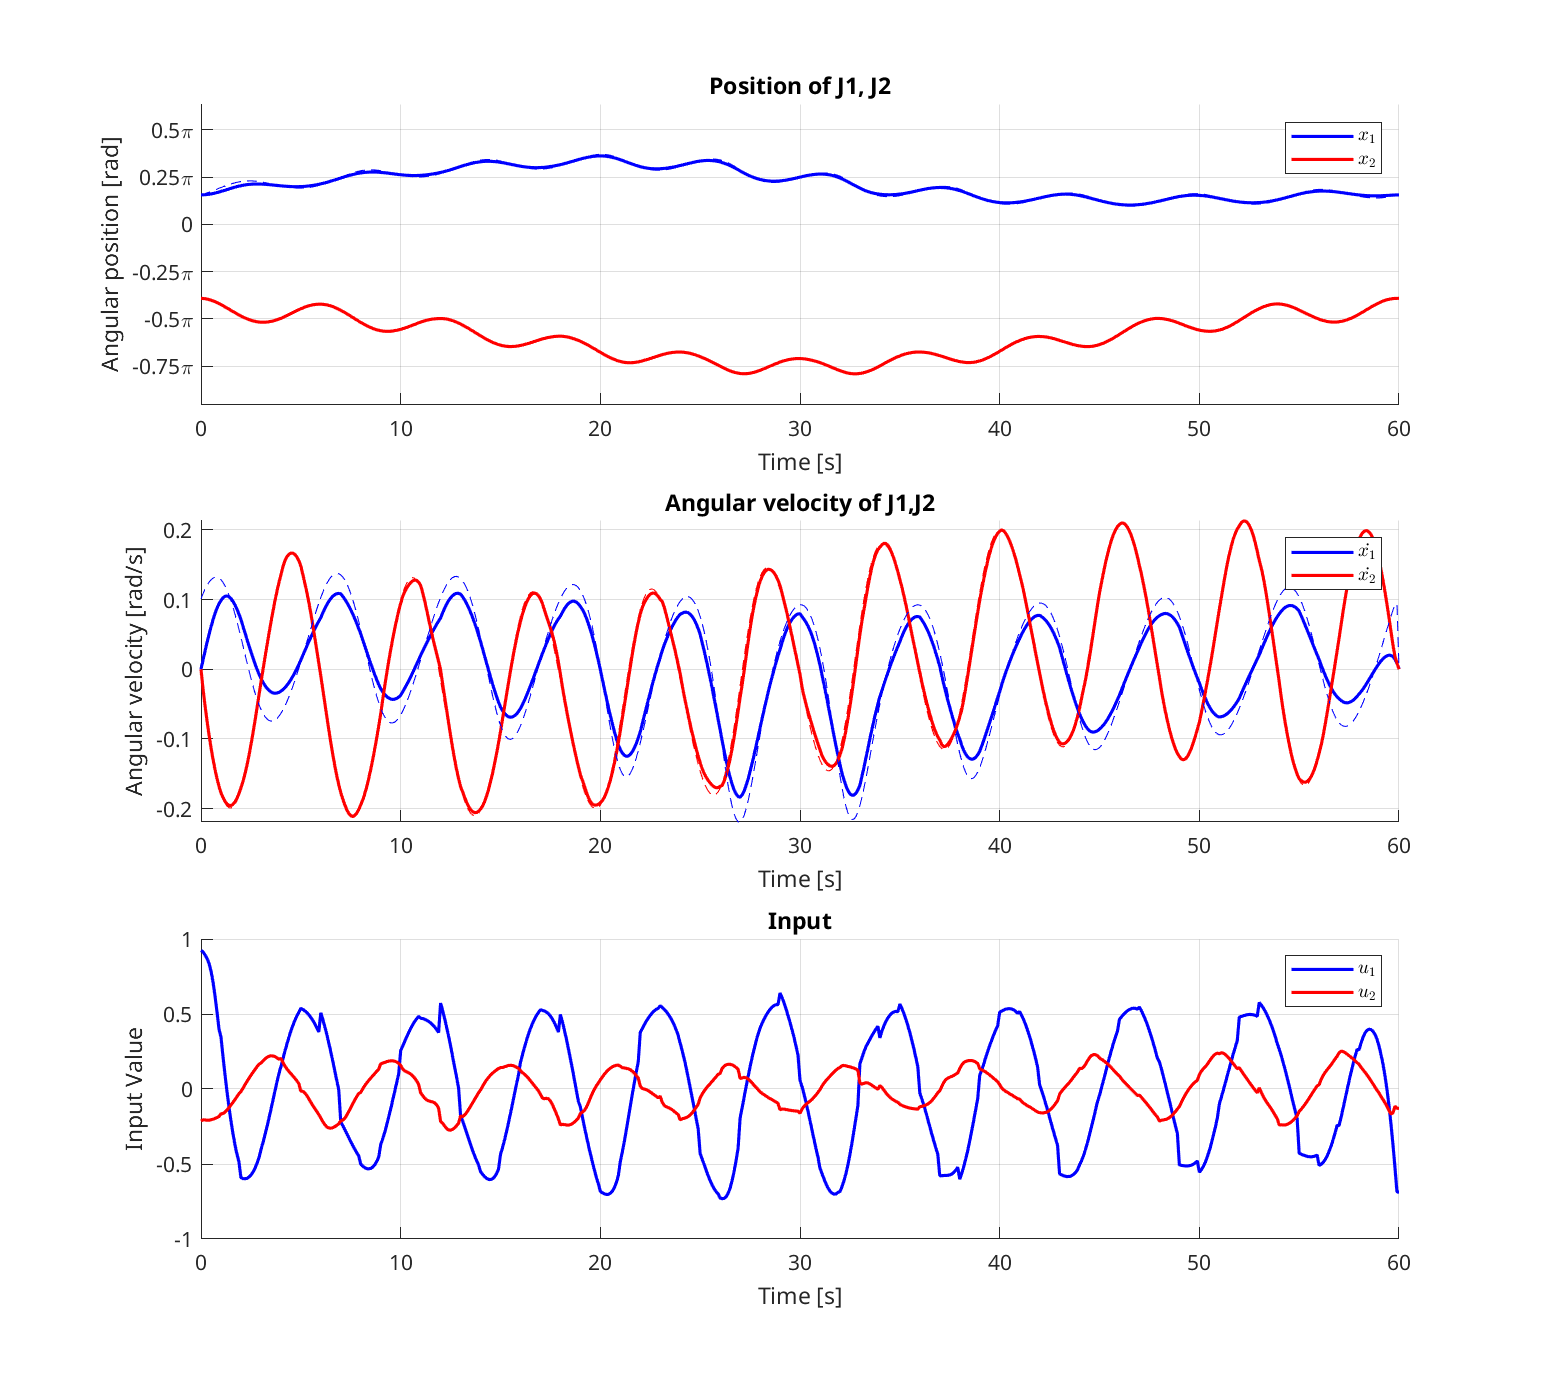 Position of J1, J2
Angular position [rad]
0.5π
0.25π
0
-0.25π
-0.5π
-0.75π
x₁
x₂
0 10 20 30 40 50 60
Time [s]
Angular velocity of J1,J2
Angular velocity [rad/s]
0.2
0.1
0
-0.1
-0.2
ẋ₁
ẋ₂
0 10 20 30 40 50 60
Time [s]
Input
Input Value
1
0.5
0
-0.5
-1
u₁
u₂
0 10 20 30 40 50 60
Time [s]